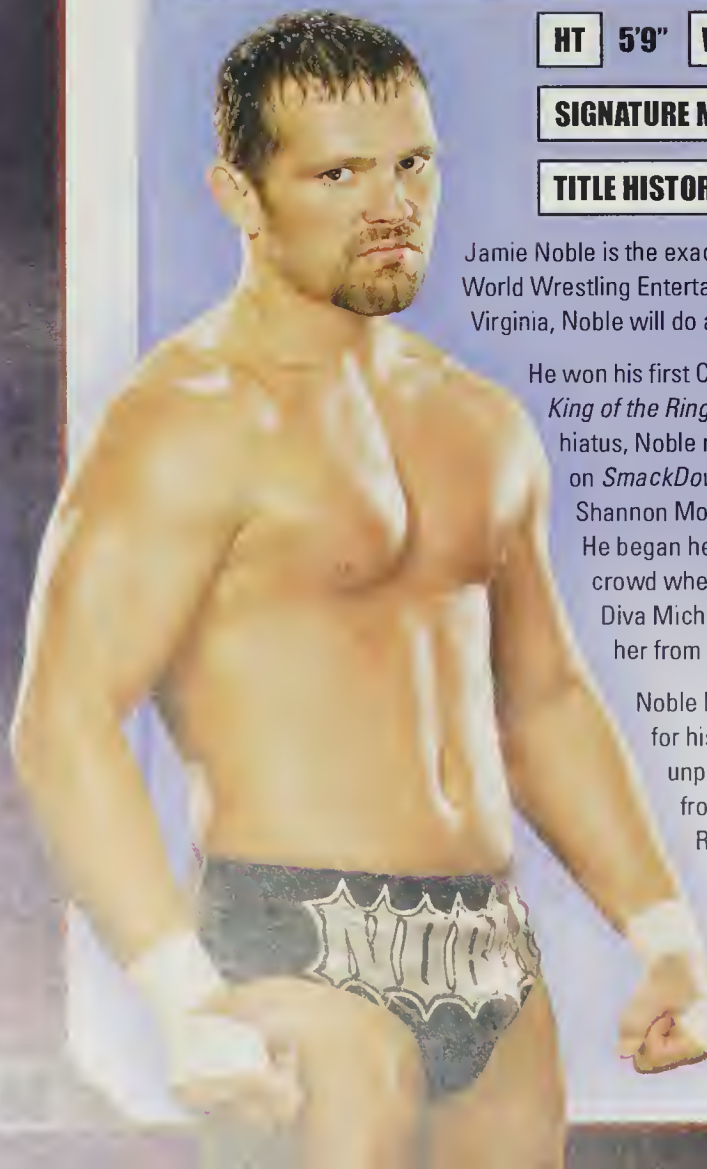 HT 5'9"
SIGNATURE
TITLE HISTOR
Jamie Noble is the exac
World Wrestling Enterta
Virginia, Noble will do a
He won his first C
King of the Ring
hiatus, Noble
on SmackDow
Shannon Mo
He began he
crowd whe
Diva Mich
her from
Noble
for his
unp
fro
R
NOB